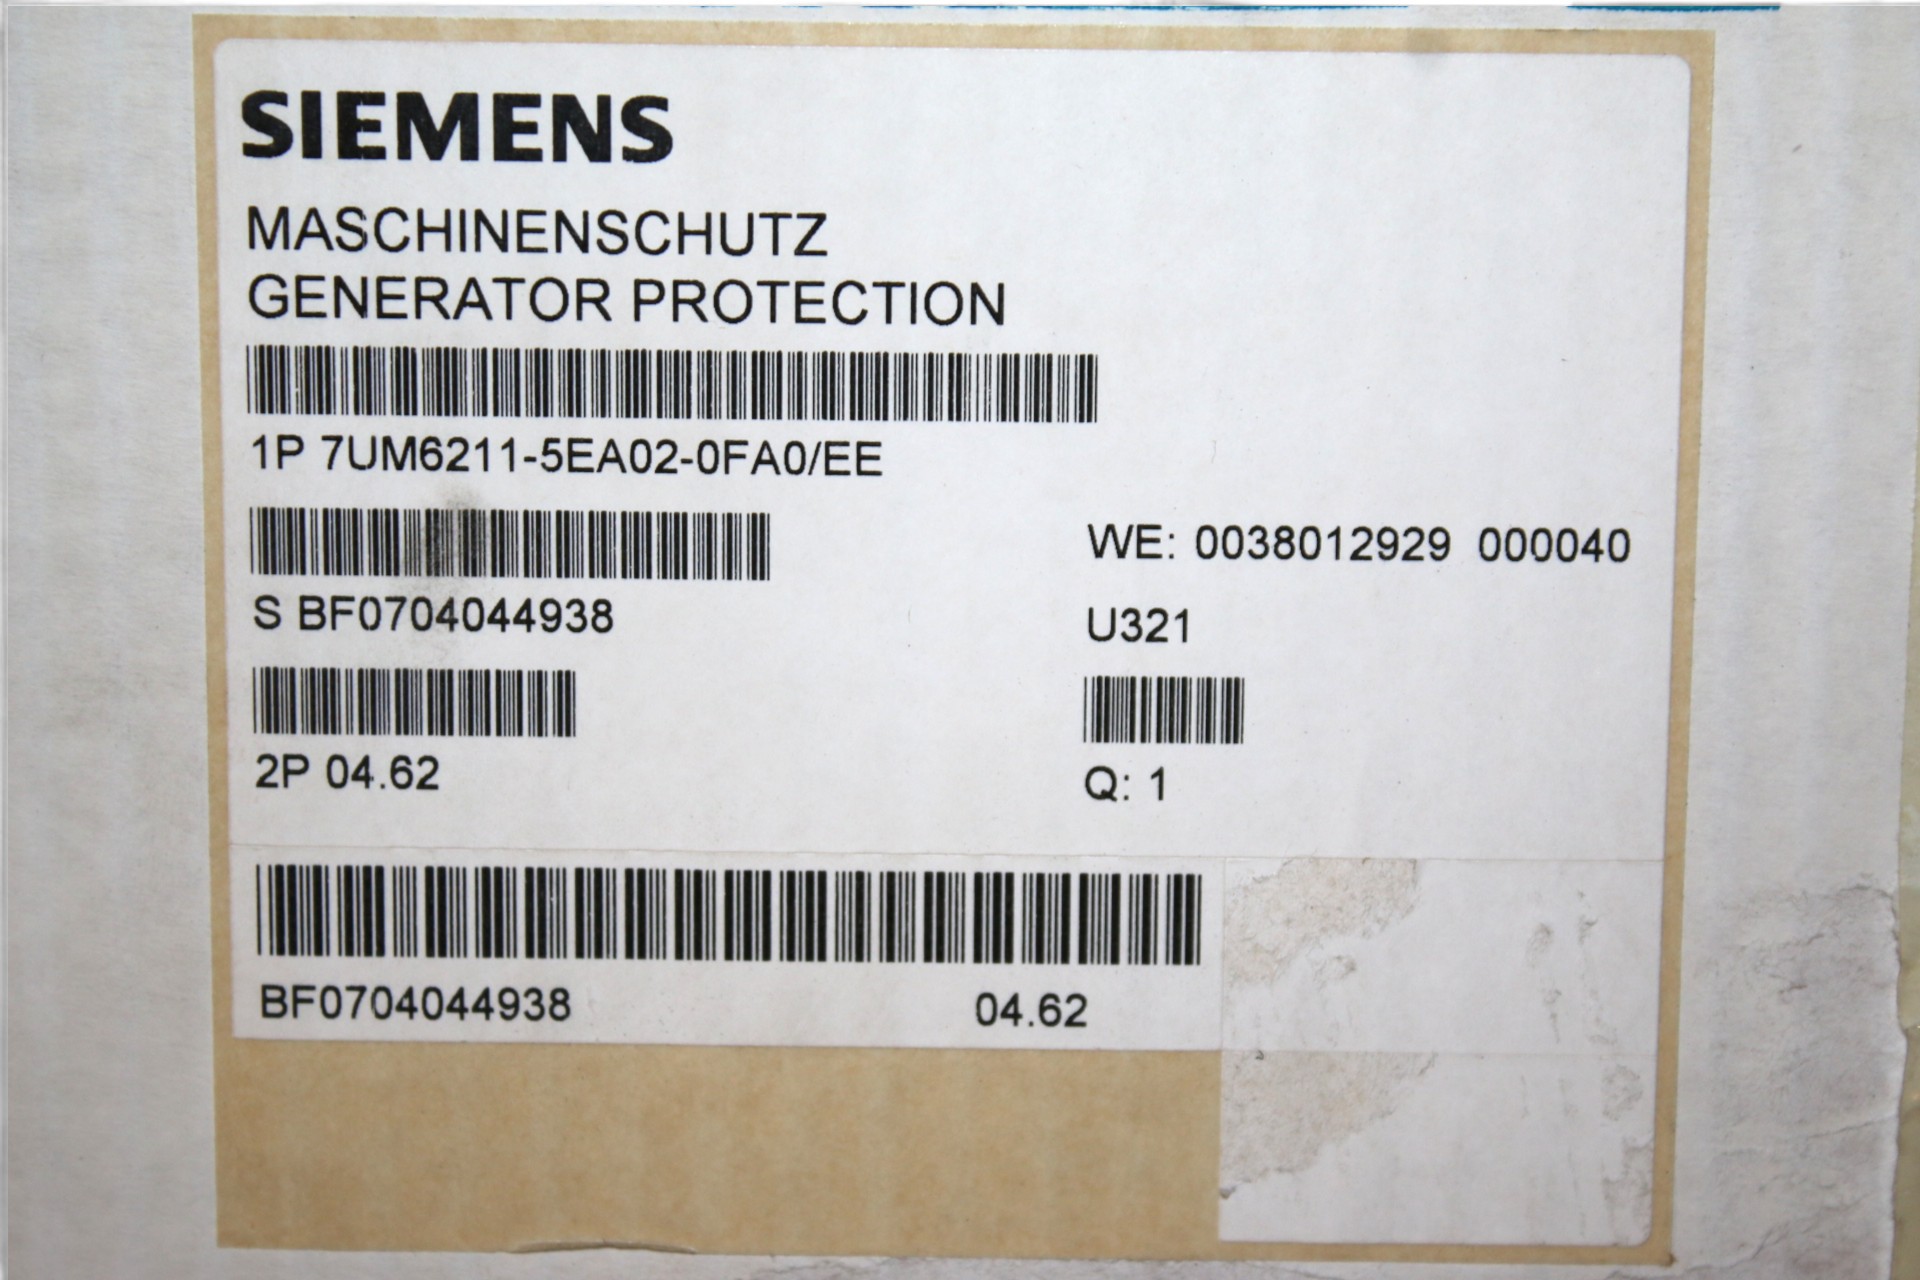 SIEMENS
MASCHINENSCHUTZ
GENERATOR PROTECTION
1P 7UM6211-5EA02-0FA0/EE
S BF0704044938
WE: 0038012929 000040
U321
2P 04.62
Q: 1
BF0704044938 04.62